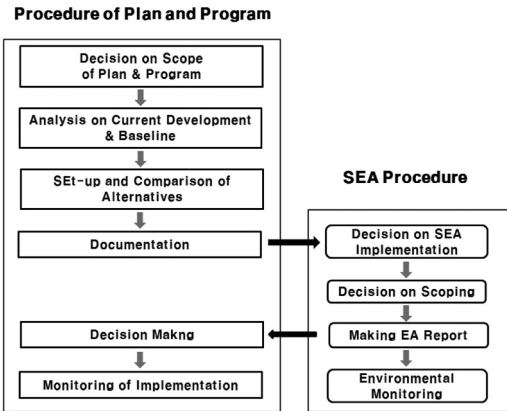 Procedure of Plan and Program
Decision on Scope
of Plan & Program
Analysis on Current Development
& Baseline
SEt-up and Comparison of
Alternatives
Documentation
Decision Makng
Monitoring of Implementation
SEA Procedure
Decision on SEA
Implementation
Decision on Scoping
Making EA Report
Environmental
Monitoring